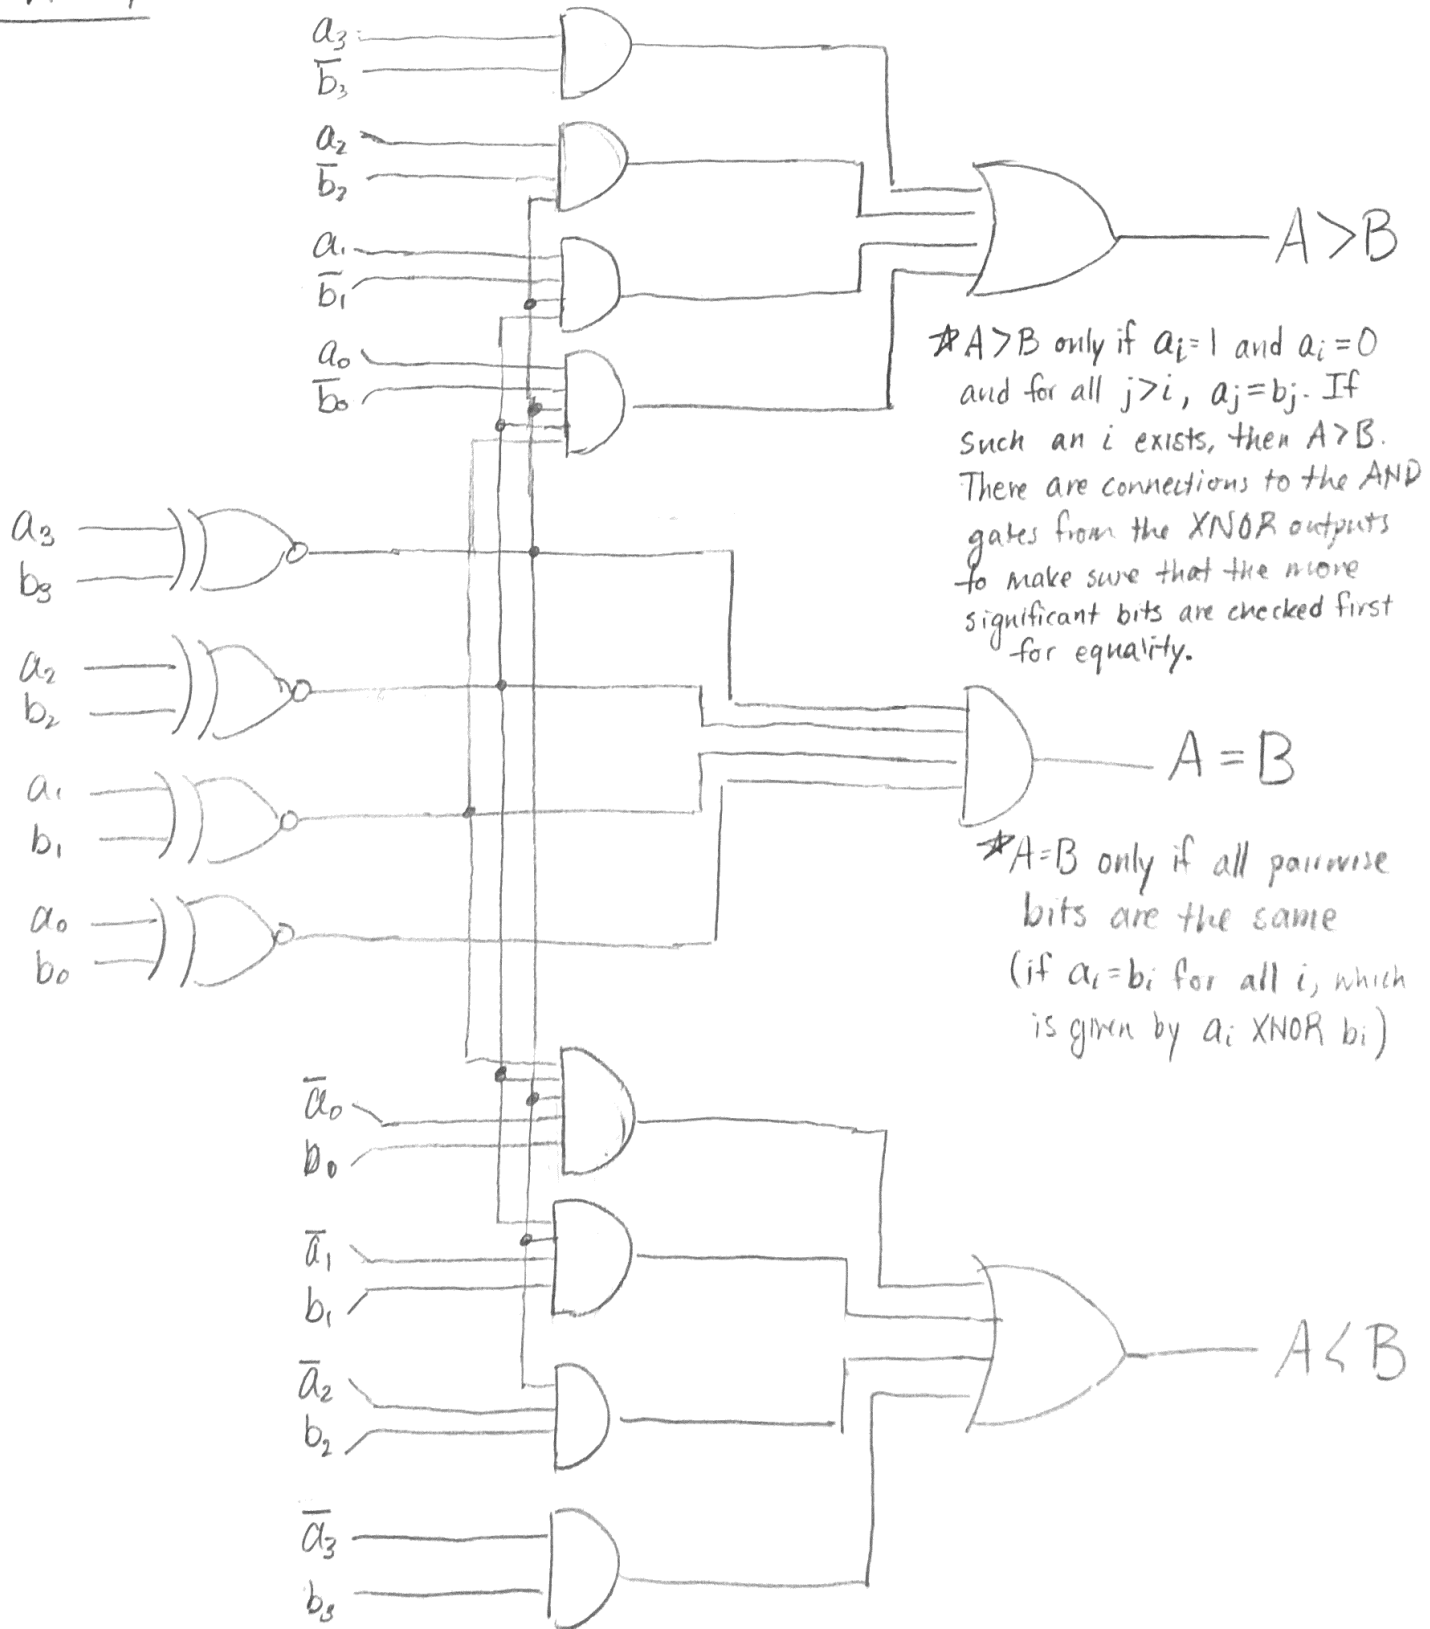 a₃
b̅₃
a₂
b̅₂
a₁
b̅₁
a₀
b̅₀
A>B
*A>B only if aᵢ=1 and aᵢ=0
and for all j>i, aⱼ=bⱼ. If
such an i exists, then A>B.
There are connections to the AND
gates from the XNOR outputs
to make sure that the more
significant bits are checked first
for equality.
a₃
b₃
a₂
b₂
a₁
b₁
a₀
b₀
A=B
*A=B only if all pairwise
bits are the same
(if aᵢ=bᵢ for all i, which
is given by aᵢ XNOR bᵢ)
a̅₀
b₀
a̅₁
b₁
a̅₂
b₂
a̅₃
b₃
A<B